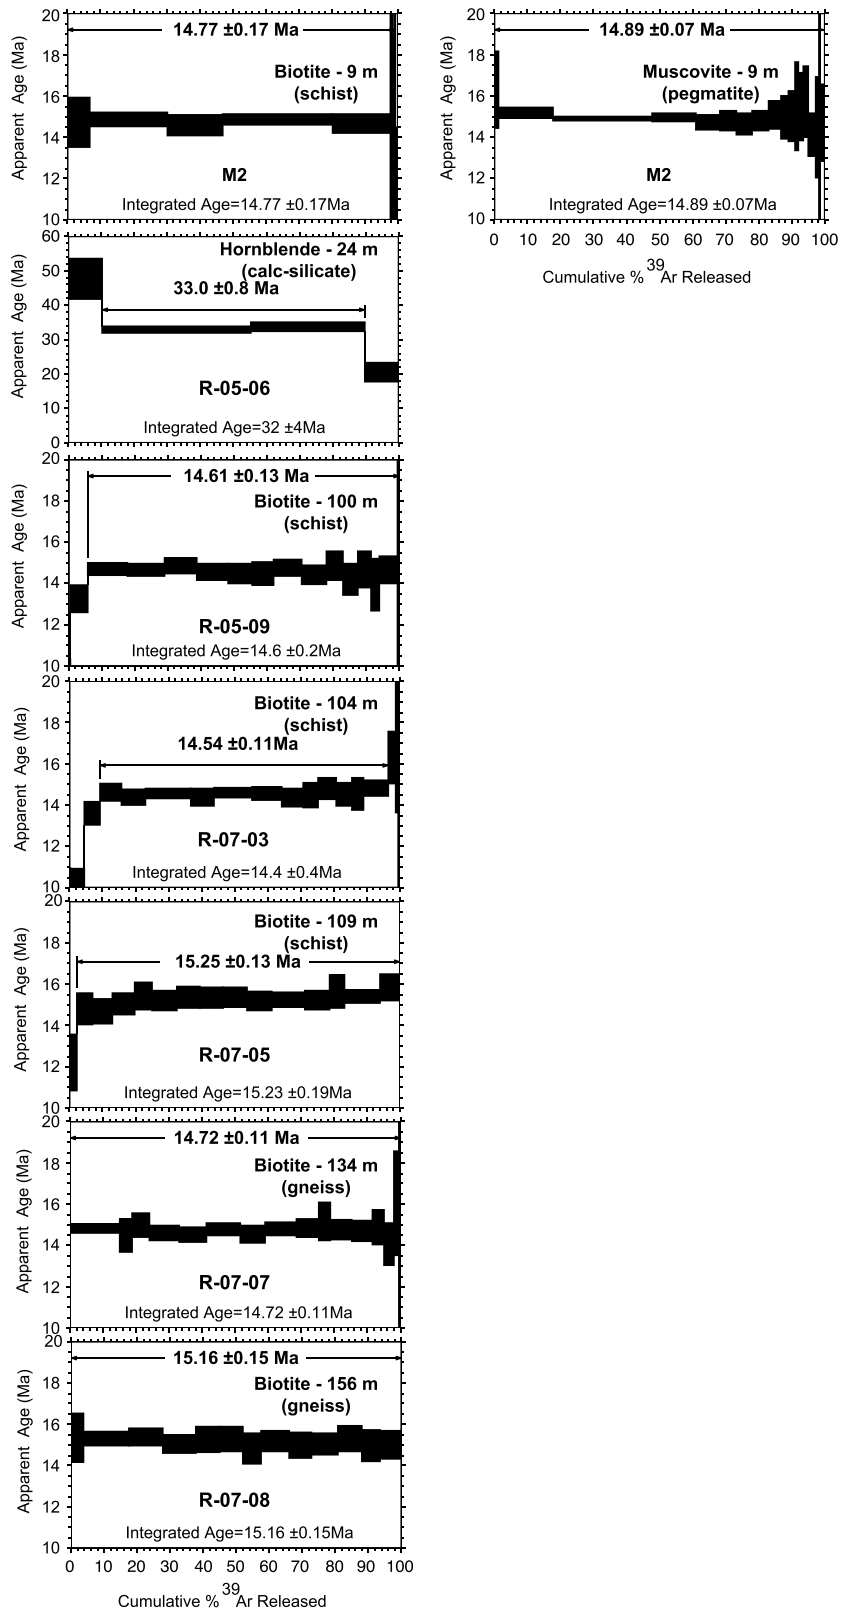 14.77 ±0.17 Ma
Biotite - 9 m
(schist)
M2
Integrated Age=14.77 ±0.17Ma
Apparent Age (Ma)
20
18
16
14
12
10
14.89 ±0.07 Ma
Muscovite - 9 m
(pegmatite)
M2
Integrated Age=14.89 ±0.07Ma
Apparent Age (Ma)
20
18
16
14
12
10
0 10 20 30 40 50 60 70 80 90 100
Cumulative % 39Ar Released
Hornblende - 24 m
(calc-silicate)
33.0 ±0.8 Ma
R-05-06
Integrated Age=32 ±4Ma
Apparent Age (Ma)
60
50
40
30
20
10
0
14.61 ±0.13 Ma
Biotite - 100 m
(schist)
R-05-09
Integrated Age=14.6 ±0.2Ma
Apparent Age (Ma)
20
18
16
14
12
10
Biotite - 104 m
(schist)
14.54 ±0.11Ma
R-07-03
Integrated Age=14.4 ±0.4Ma
Apparent Age (Ma)
20
18
16
14
12
10
Biotite - 109 m
(schist)
15.25 ±0.13 Ma
R-07-05
Integrated Age=15.23 ±0.19Ma
Apparent Age (Ma)
20
18
16
14
12
10
14.72 ±0.11 Ma
Biotite - 134 m
(gneiss)
R-07-07
Integrated Age=14.72 ±0.11Ma
Apparent Age (Ma)
20
18
16
14
12
10
15.16 ±0.15 Ma
Biotite - 156 m
(gneiss)
R-07-08
Integrated Age=15.16 ±0.15Ma
Apparent Age (Ma)
20
18
16
14
12
10
0 10 20 30 40 50 60 70 80 90 100
Cumulative % 39Ar Released